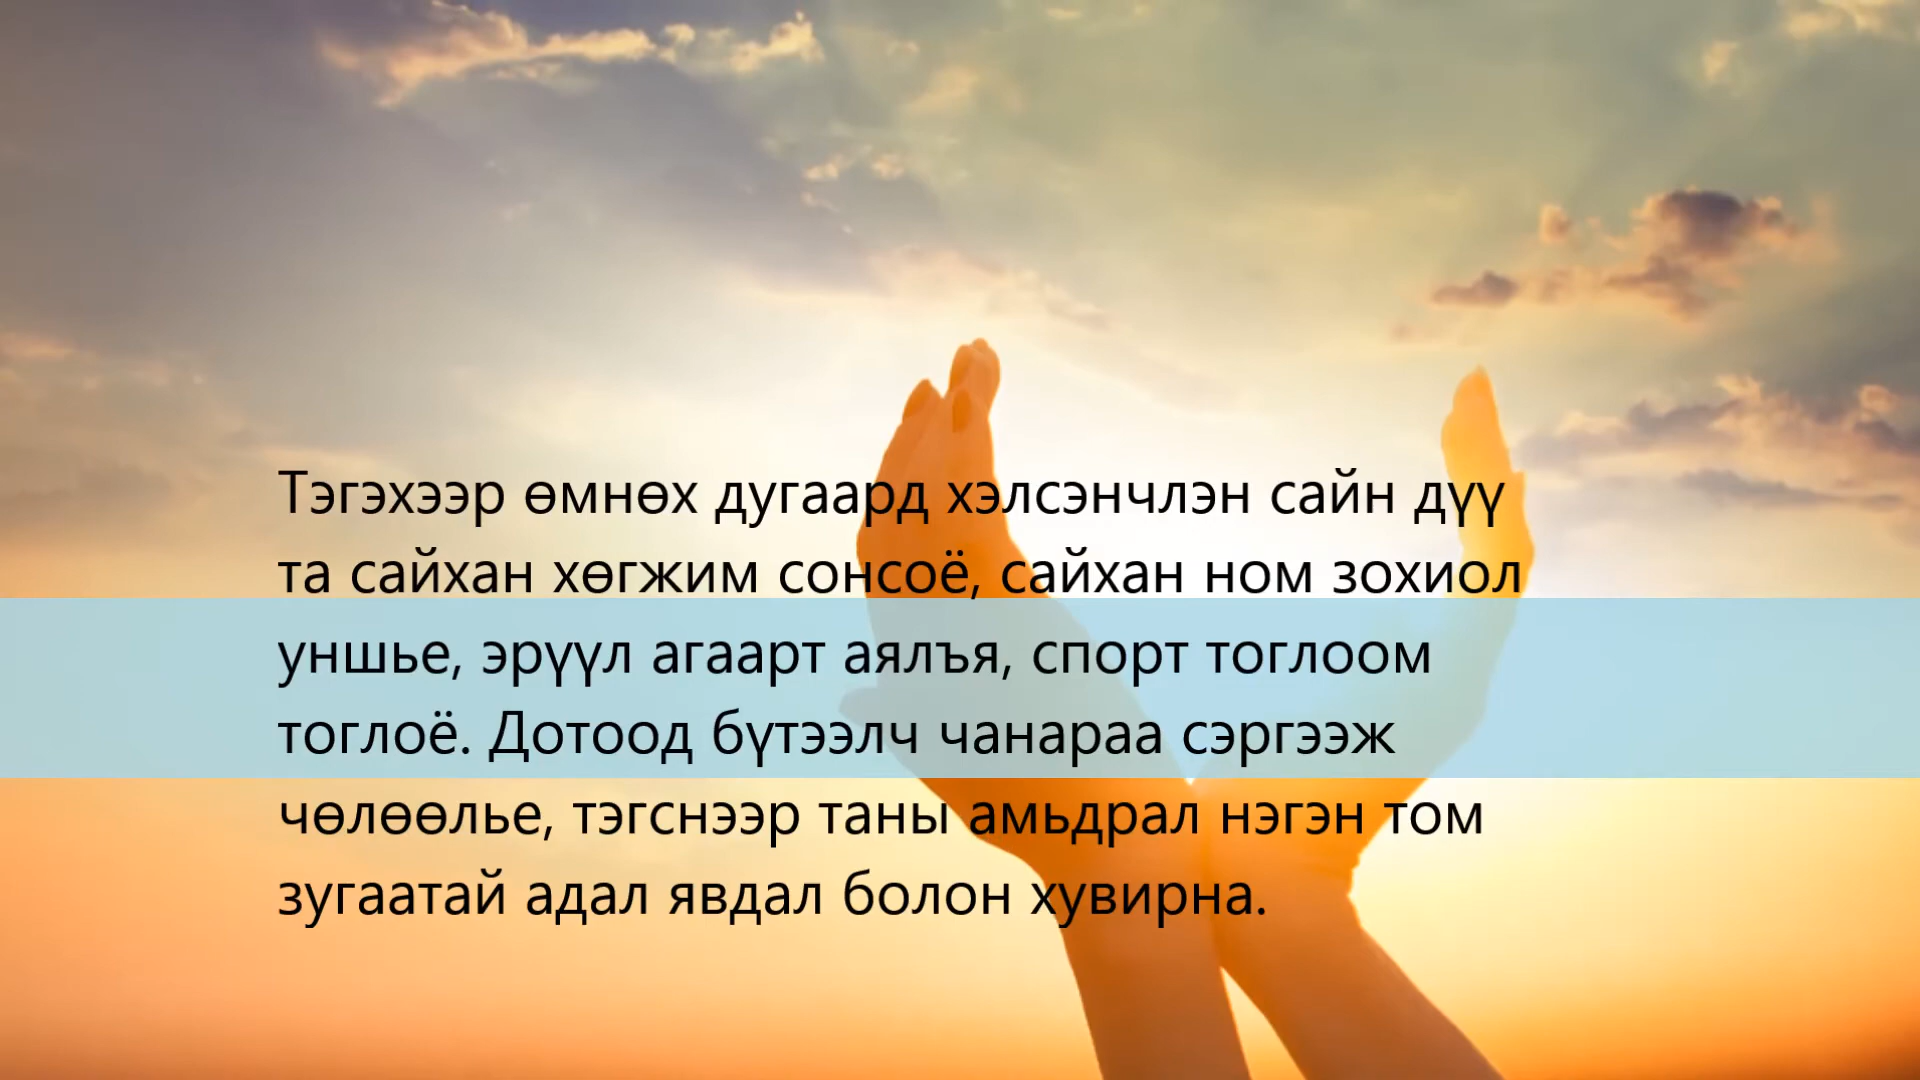 Тэгэхээр өмнөх дугаард хэлсэнчлэн сайн дүү
та сайхан хөгжим сонсоё, сайхан ном зохиол
уншье, эрүүл агаарт аялъя, спорт тоглоом
тоглоё. Дотоод бүтээлч чанараа сэргээж
чөлөөлье, тэгснээр таны амьдрал нэгэн том
зугаатай адал явдал болон хувирна.